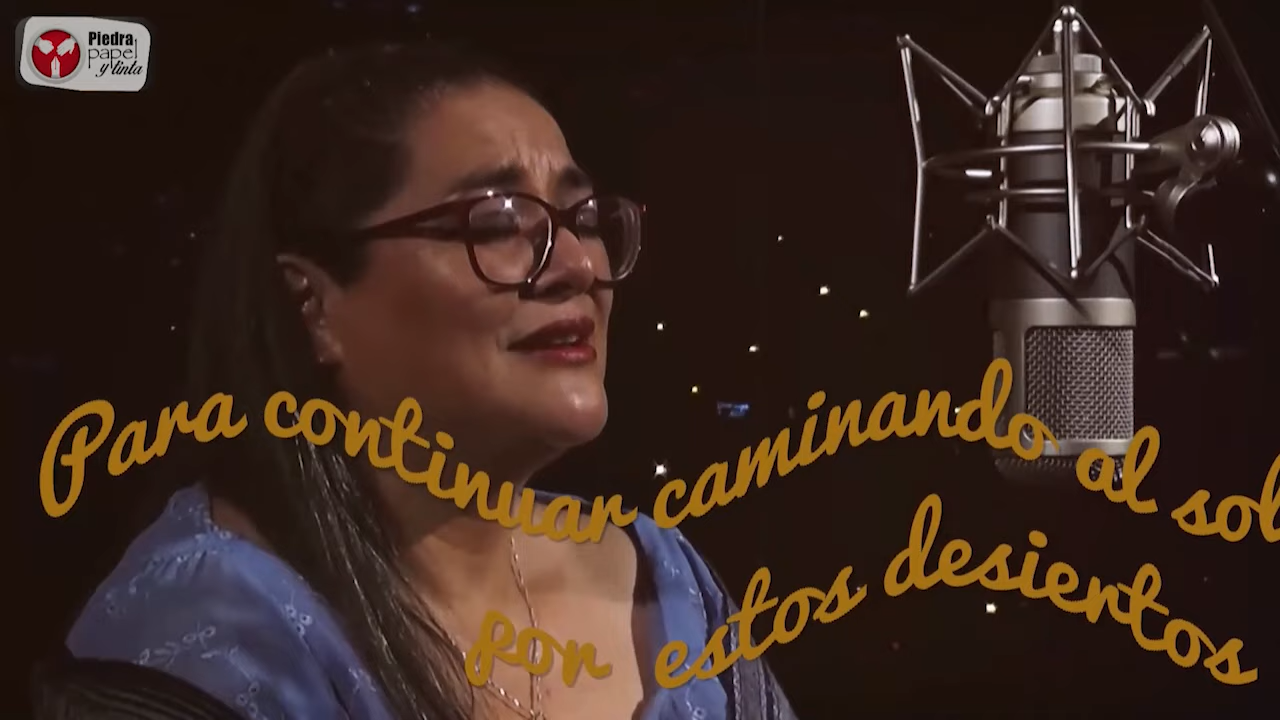 Piedra
papel
y tinta
Para continuar caminando al sol
por estos desiertos